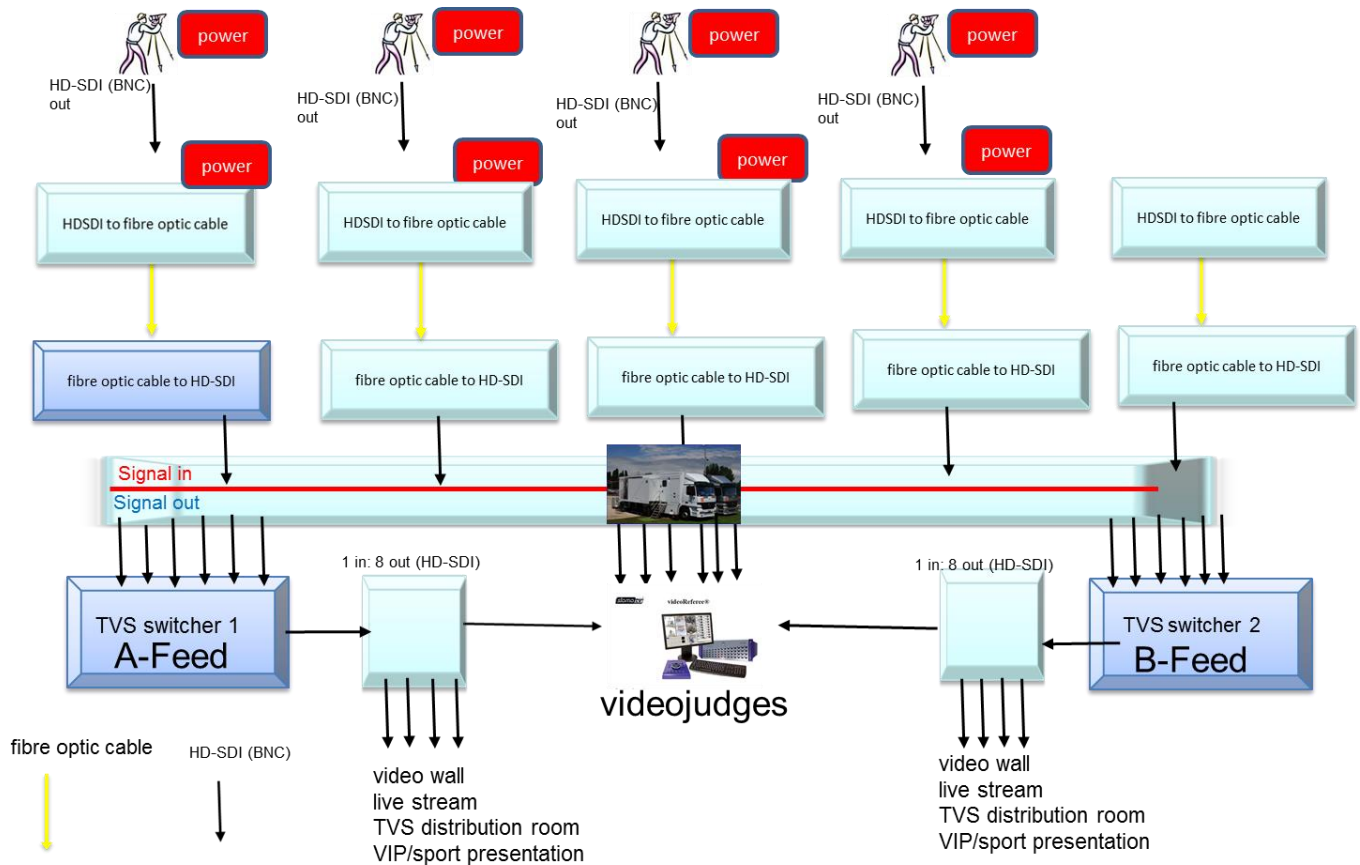 power
power
power
power
HD-SDI (BNC)
out
HD-SDI (BNC)
out
HD-SDI (BNC)
out
HD-SDI (BNC)
out
power
power
power
power
HDSDI to fibre optic cable
HDSDI to fibre optic cable
HDSDI to fibre optic cable
HDSDI to fibre optic cable
HDSDI to fibre optic cable
fibre optic cable to HD-SDI
fibre optic cable to HD-SDI
fibre optic cable to HD-SDI
fibre optic cable to HD-SDI
fibre optic cable to HD-SDI
Signal in
Signal out
1 in: 8 out (HD-SDI)
1 in: 8 out (HD-SDI)
TVS switcher 1
A-Feed
videoReferee®
TVS switcher 2
B-Feed
videojudges
fibre optic cable
HD-SDI (BNC)
video wall
live stream
TVS distribution room
VIP/sport presentation
video wall
live stream
TVS distribution room
VIP/sport presentation